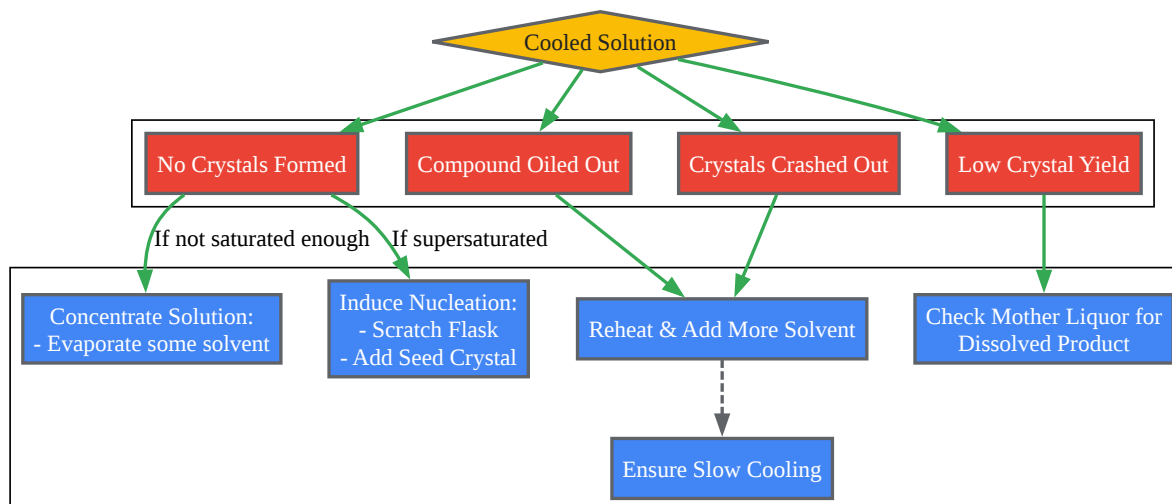 Cooled Solution
No Crystals Formed
Compound Oiled Out
Crystals Crashed Out
Low Crystal Yield
If not saturated enough
If supersaturated
Concentrate Solution:
- Evaporate some solvent
Induce Nucleation:
- Scratch Flask
- Add Seed Crystal
Reheat & Add More Solvent
Check Mother Liquor for
Dissolved Product
Ensure Slow Cooling